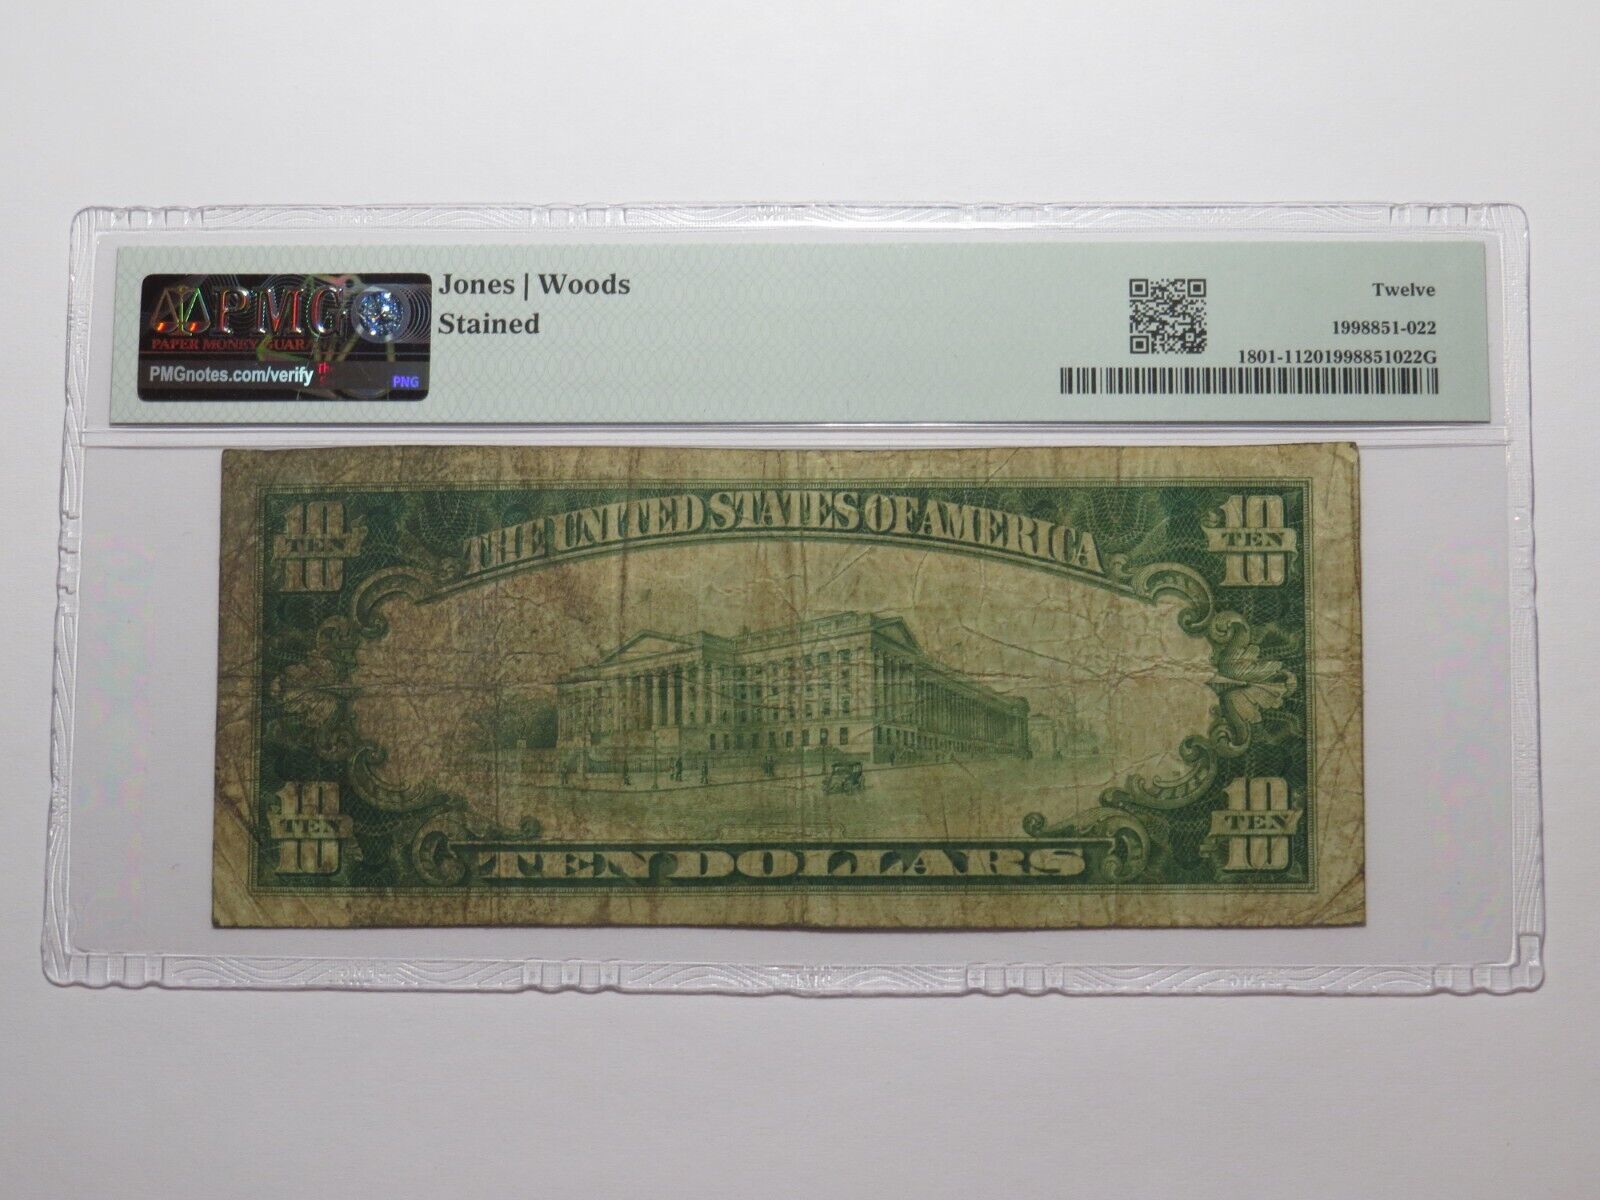 PMG
PAPER MONEY GUAR
PMGnotes.com/verify
PNG
Jones | Woods
Stained
Twelve
1998851-022
1801-11201998851022G
THE UNITED STATES OF AMERICA
10
TEN
10
10
TEN
10
10
TEN
10
10
TEN
10
TEN DOLLARS